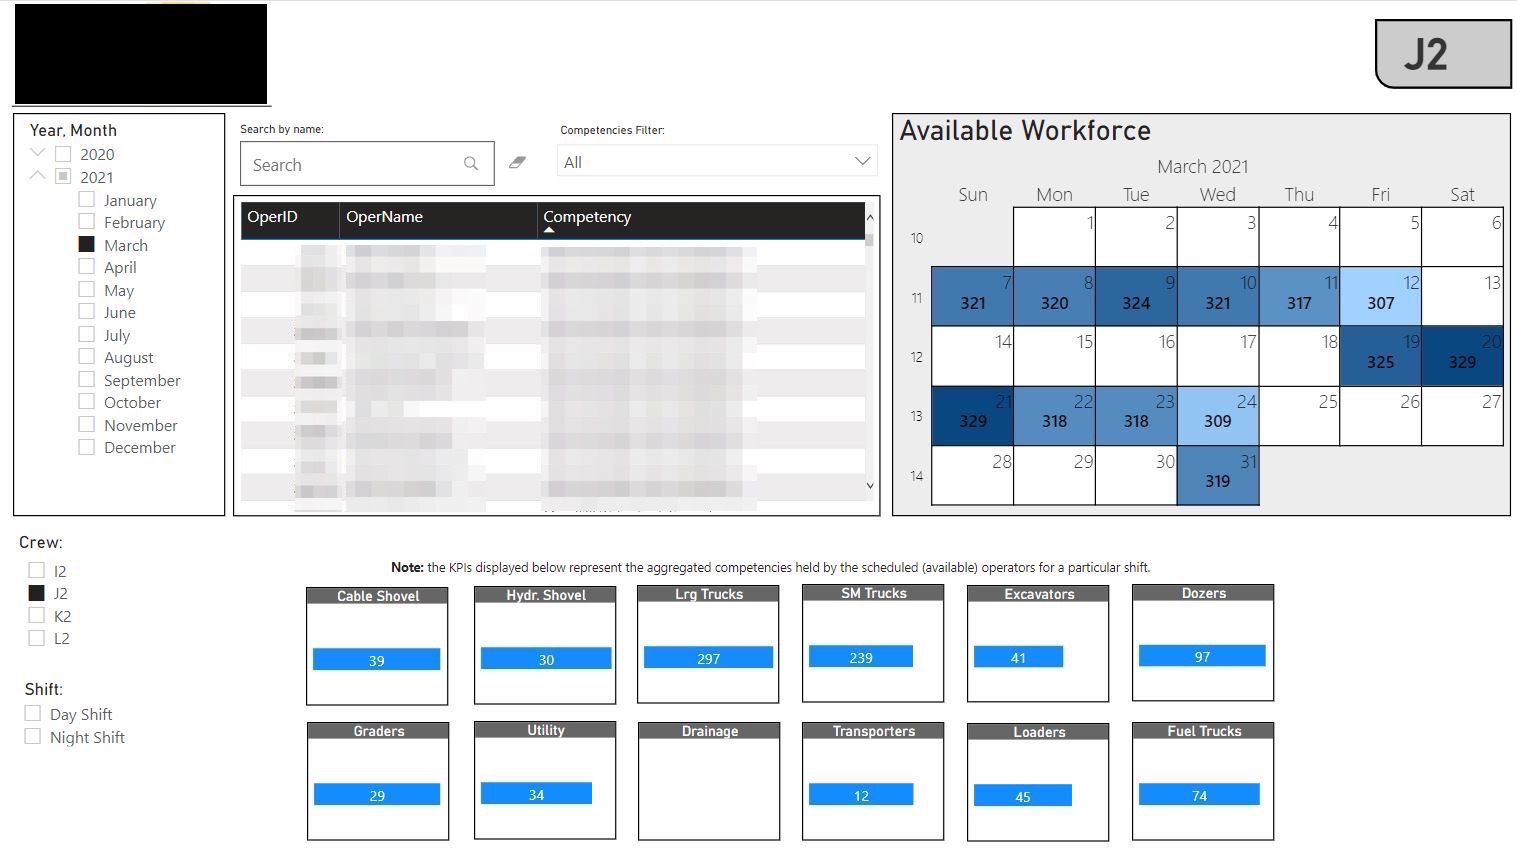 J2
Year, Month
2020
2021
January
February
March
April
May
June
July
August
September
October
November
December
Search by name:
Search
Competencies Filter:
All
OperID OperName Competency
Available Workforce
March 2021
Sun Mon Tue Wed Thu Fri Sat
10 1 2 3 4 5 6
11 7 8 9 10 11 12 13
321 320 324 321 317 307
12 14 15 16 17 18 19 20
325 329
13 21 22 23 24 25 26 27
329 318 318 309
14 28 29 30 31
319
Crew:
I2
J2
K2
L2
Shift:
Day Shift
Night Shift
Note: the KPIs displayed below represent the aggregated competencies held by the scheduled (available) operators for a particular shift.
Cable Shovel Hydr. Shovel Lrg Trucks SM Trucks Excavators Dozers
39 30 297 239 41 97
Graders Utility Drainage Transporters Loaders Fuel Trucks
29 34 12 45 74